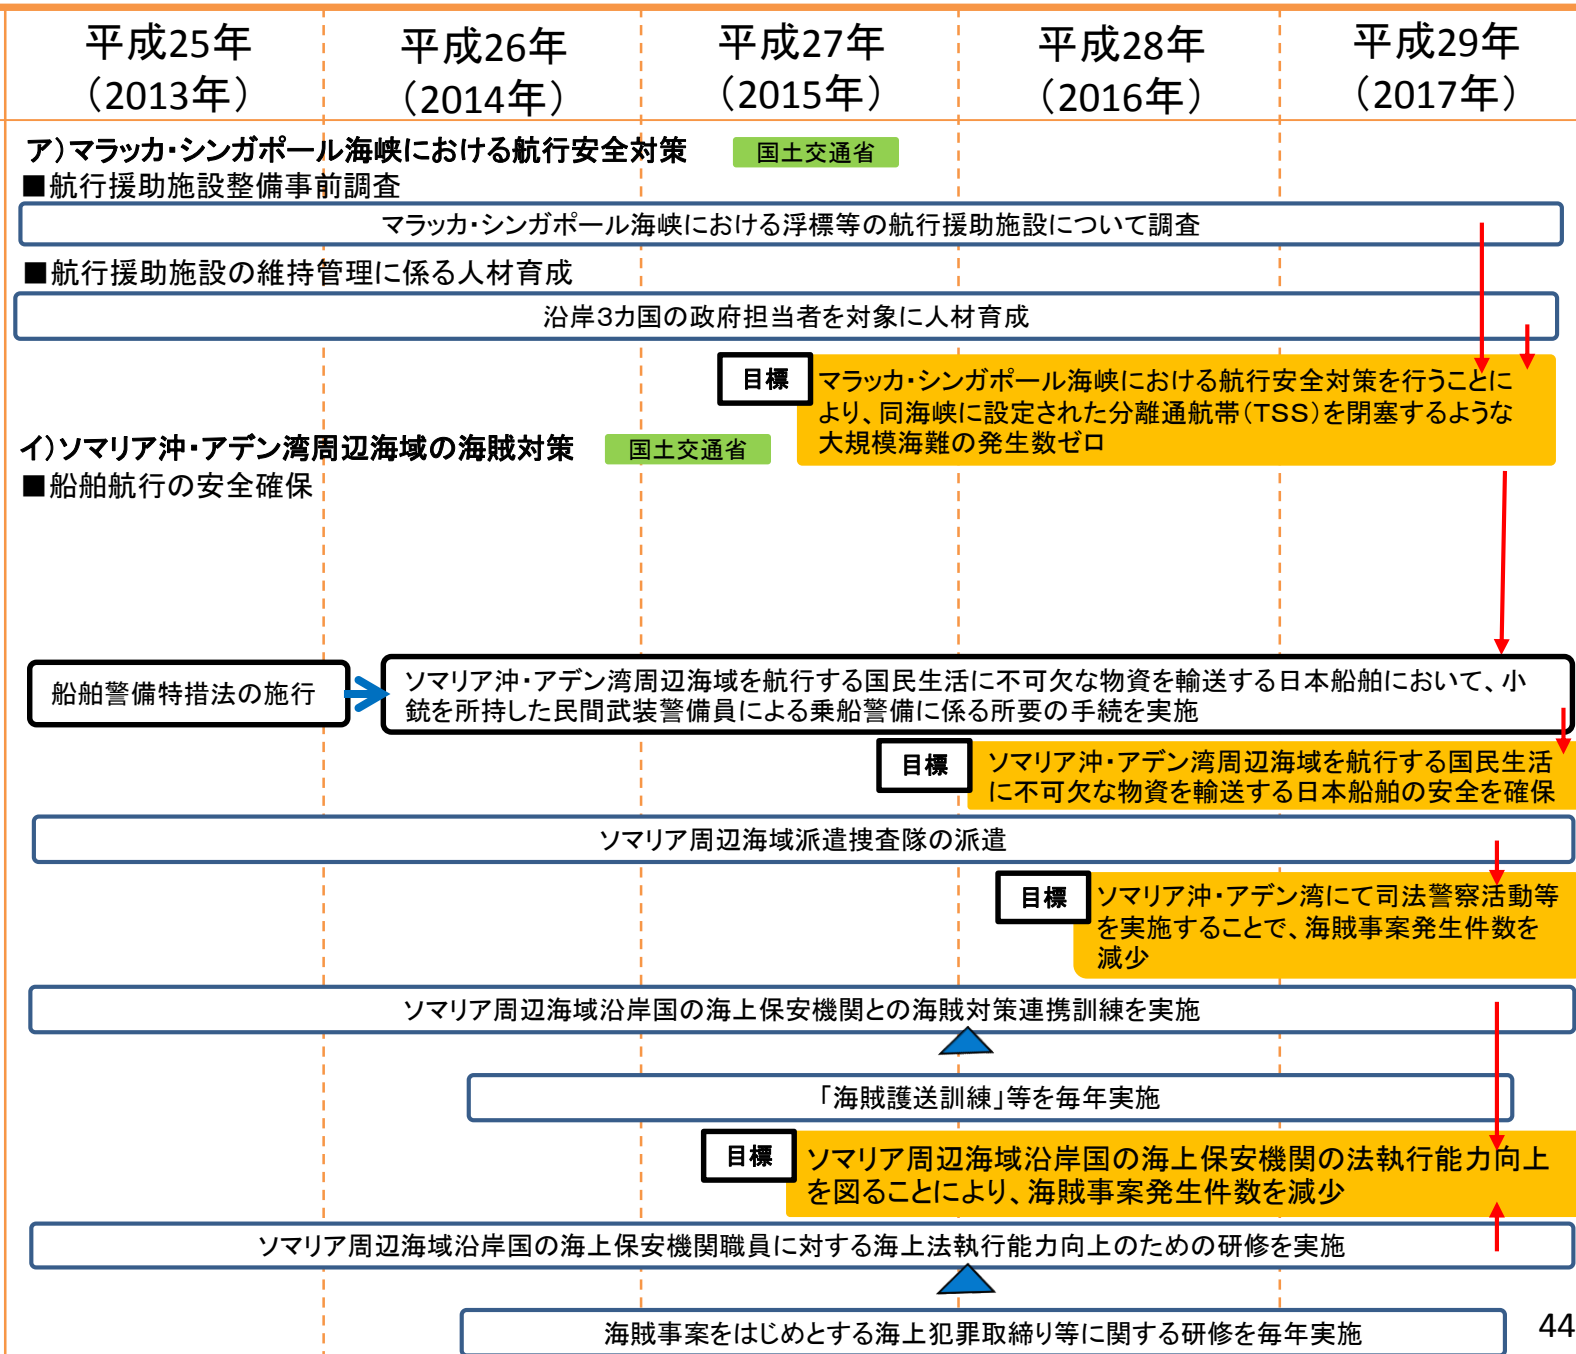 平成25年
（2013年）
平成26年
（2014年）
平成27年
（2015年）
平成28年
（2016年）
平成29年
（2017年）
ア）マラッカ・シンガポール海峡における航行安全対策
国土交通省
■航行援助施設整備事前調査
マラッカ・シンガポール海峡における浮標等の航行援助施設について調査
■航行援助施設の維持管理に係る人材育成
沿岸3カ国の政府担当者を対象に人材育成
目標
マラッカ・シンガポール海峡における航行安全対策を行うことに
より、同海峡に設定された分離通航帯（TSS）を閉塞するような
大規模海難の発生数ゼロ
イ）ソマリア沖・アデン湾周辺海域の海賊対策
国土交通省
■船舶航行の安全確保
船舶警備特措法の施行
ソマリア沖・アデン湾周辺海域を航行する国民生活に不可欠な物資を輸送する日本船舶において、小
銃を所持した民間武装警備員による乗船警備に係る所要の手続を実施
目標
ソマリア沖・アデン湾周辺海域を航行する国民生活
に不可欠な物資を輸送する日本船舶の安全を確保
ソマリア周辺海域派遣捜査隊の派遣
目標
ソマリア沖・アデン湾にて司法警察活動等
を実施することで、海賊事案発生件数を
減少
ソマリア周辺海域沿岸国の海上保安機関との海賊対策連携訓練を実施
「海賊護送訓練」等を毎年実施
目標
ソマリア周辺海域沿岸国の海上保安機関の法執行能力向上
を図ることにより、海賊事案発生件数を減少
ソマリア周辺海域沿岸国の海上保安機関職員に対する海上法執行能力向上のための研修を実施
海賊事案をはじめとする海上犯罪取締り等に関する研修を毎年実施
44